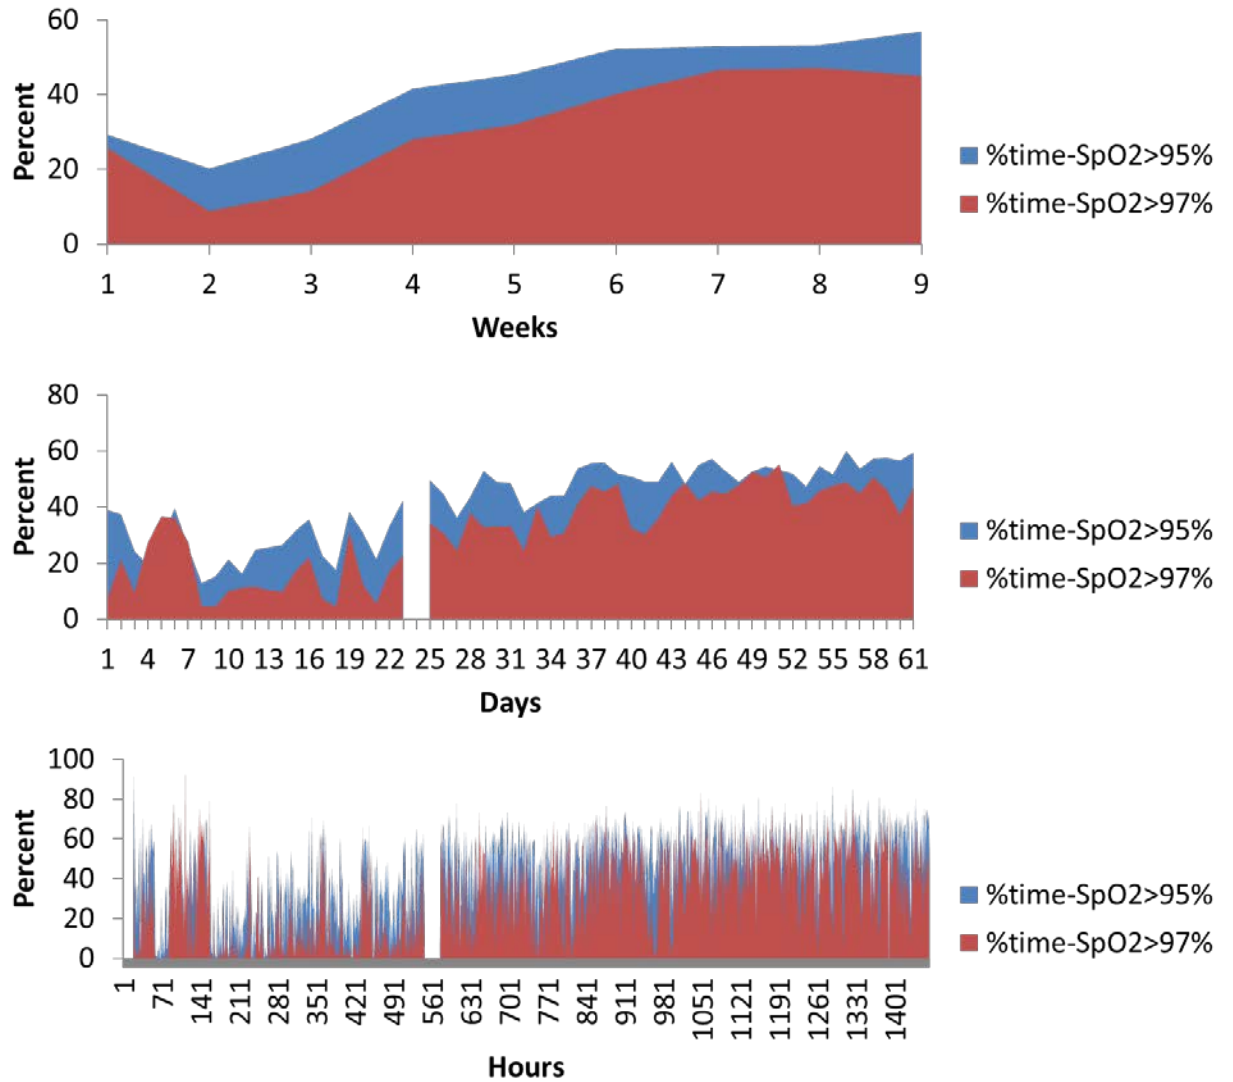 60
40
20
0
Percent
1 2 3 4 5 6 7 8 9
Weeks
%time-SpO2>95%
%time-SpO2>97%
80
60
40
20
0
Percent
1 4 7 10 13 16 19 22 25 28 31 34 37 40 43 46 49 52 55 58 61
Days
%time-SpO2>95%
%time-SpO2>97%
100
80
60
40
20
0
Percent
1 71 141 211 281 351 421 491 561 631 701 771 841 911 981 1051 1121 1191 1261 1331 1401
Hours
%time-SpO2>95%
%time-SpO2>97%